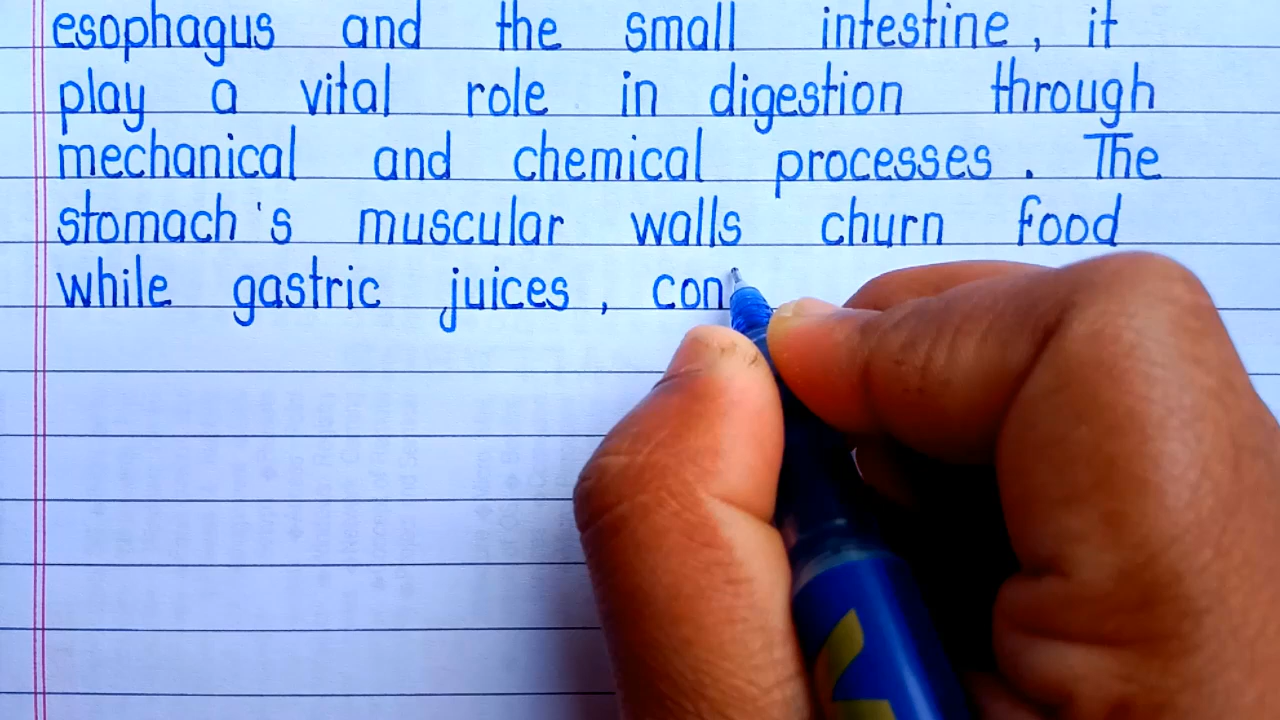 esophagus and the small intestine, it
play a vital role in digestion through
mechanical and chemical processes. The
stomach's muscular walls churn food
while gastric juices, con